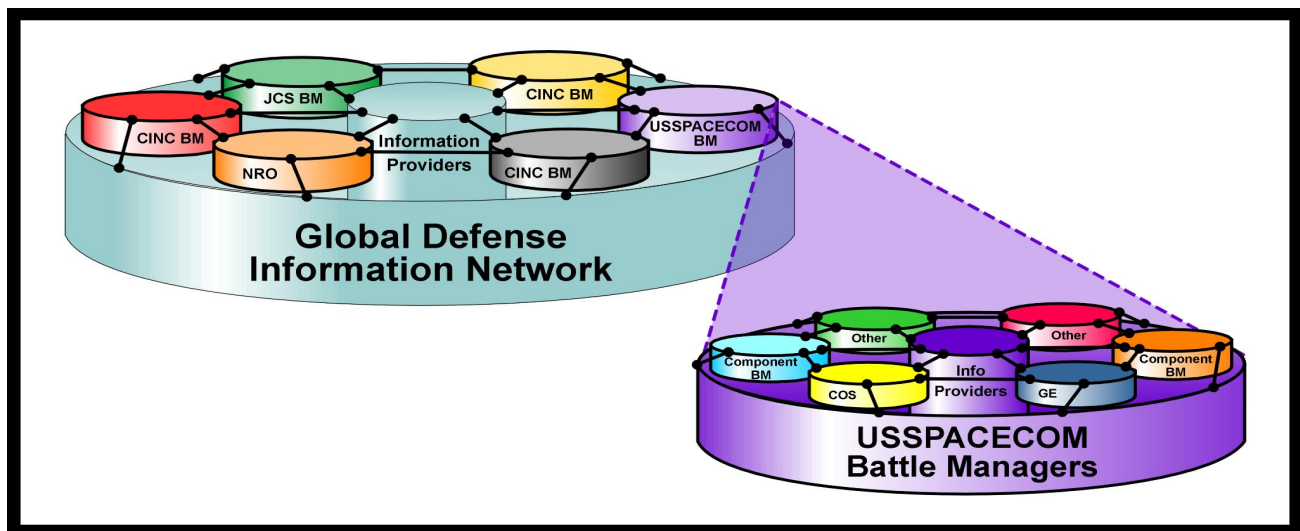 JCS BM
CINC BM
CINC BM
USSPACECOM
BM
NRO
Information
Providers
CINC BM
Global Defense
Information Network
Other
Other
Component
BM
Component
BM
COS
Info
Providers
GE
USSPACECOM
Battle Managers